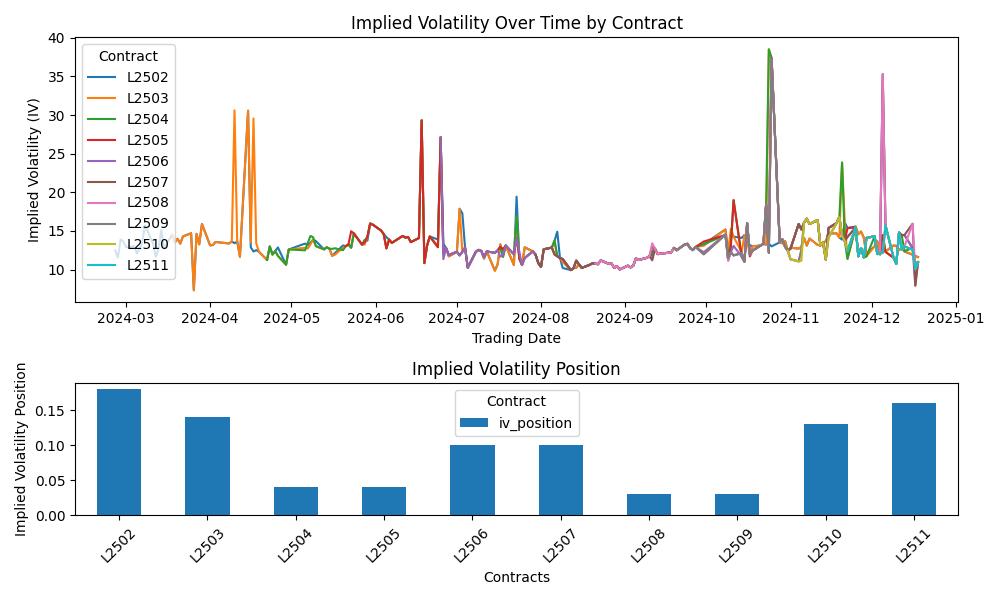 Implied Volatility Over Time by Contract
Implied Volatility (IV)
40
35
30
25
20
15
10
Contract
L2502
L2503
L2504
L2505
L2506
L2507
L2508
L2509
L2510
L2511
2024-03
2024-04
2024-05
2024-06
2024-07
2024-08
2024-09
2024-10
2024-11
2024-12
2025-01
Trading Date
Implied Volatility Position
Implied Volatility Position
0.15
0.10
0.05
0.00
Contract
iv_position
L2502
L2503
L2504
L2505
L2506
L2507
L2508
L2509
L2510
L2511
Contracts